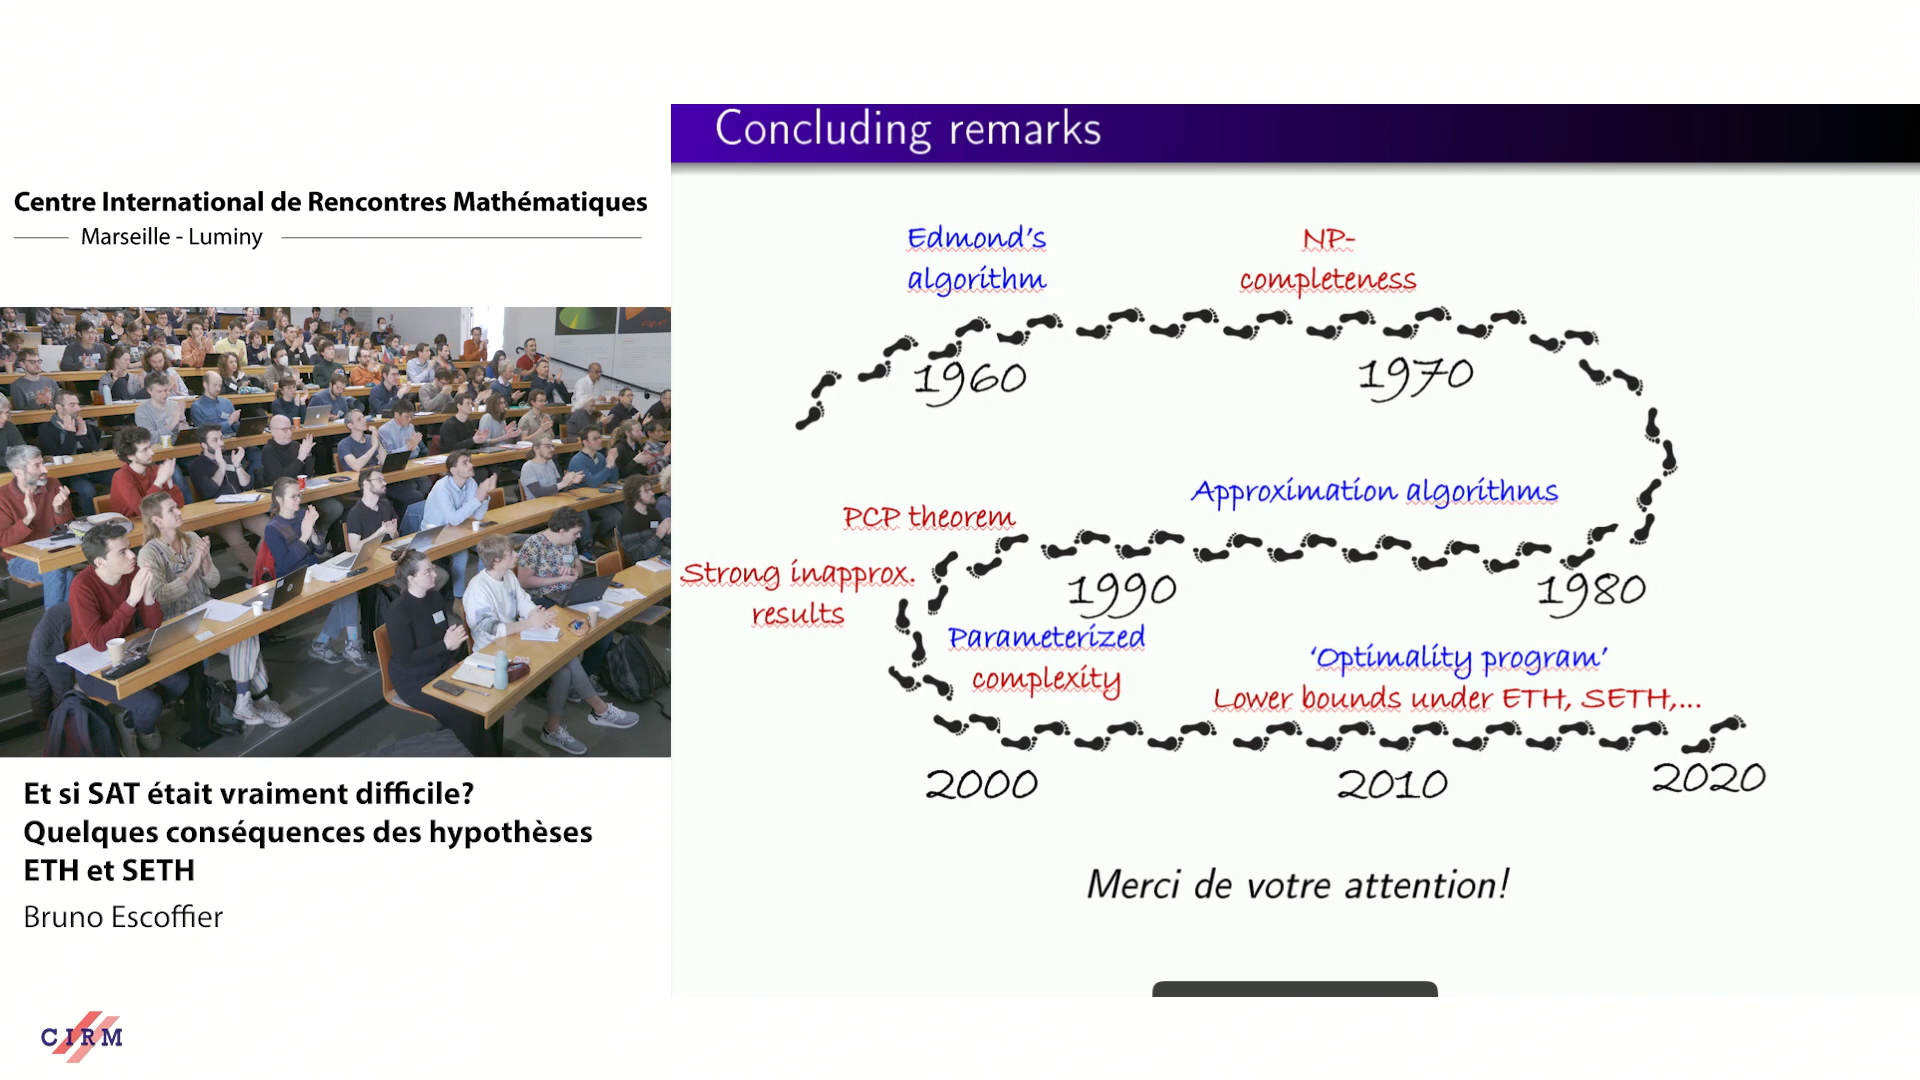 Centre International de Rencontres Mathématiques
Marseille - Luminy
Et si SAT était vraiment difficile?
Quelques conséquences des hypothèses
ETH et SETH
Bruno Escoffier
CIRM
Concluding remarks
Edmond's
algorithm
NP-
completeness
1960
1970
Approximation algorithms
PCP theorem
Strong inapprox.
results
1990
1980
Parameterized
complexity
'Optimality program'
Lower bounds under ETH, SETH,...
2000
2010
2020
Merci de votre attention!